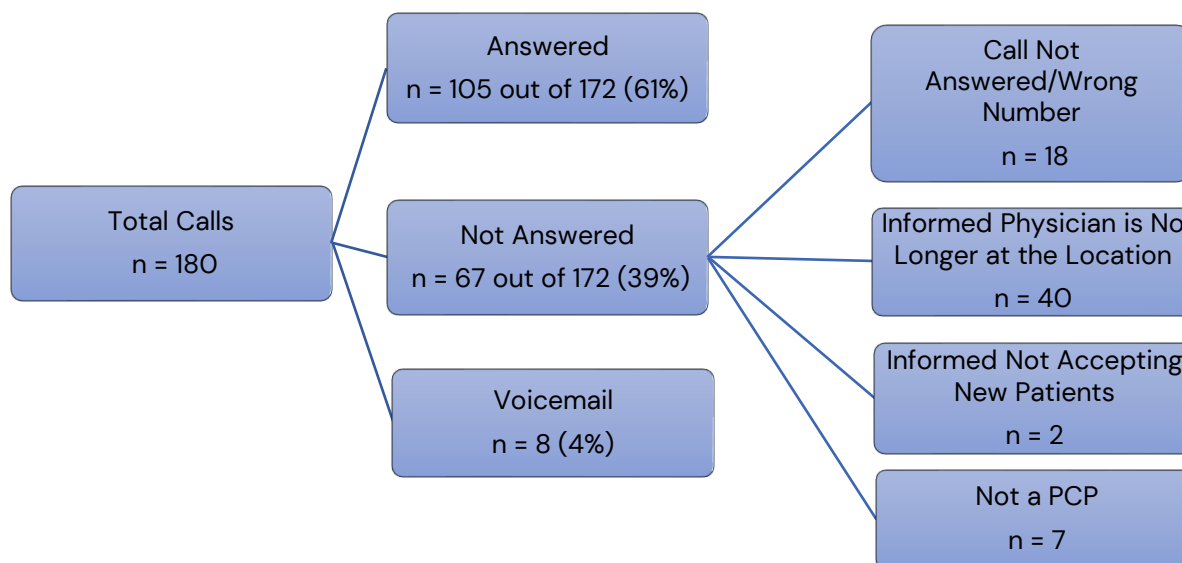 Total Calls
n = 180
Answered
n = 105 out of 172 (61%)
Not Answered
n = 67 out of 172 (39%)
Voicemail
n = 8 (4%)
Call Not
Answered/Wrong
Number
n = 18
Informed Physician is No
Longer at the Location
n = 40
Informed Not Accepting
New Patients
n = 2
Not a PCP
n = 7